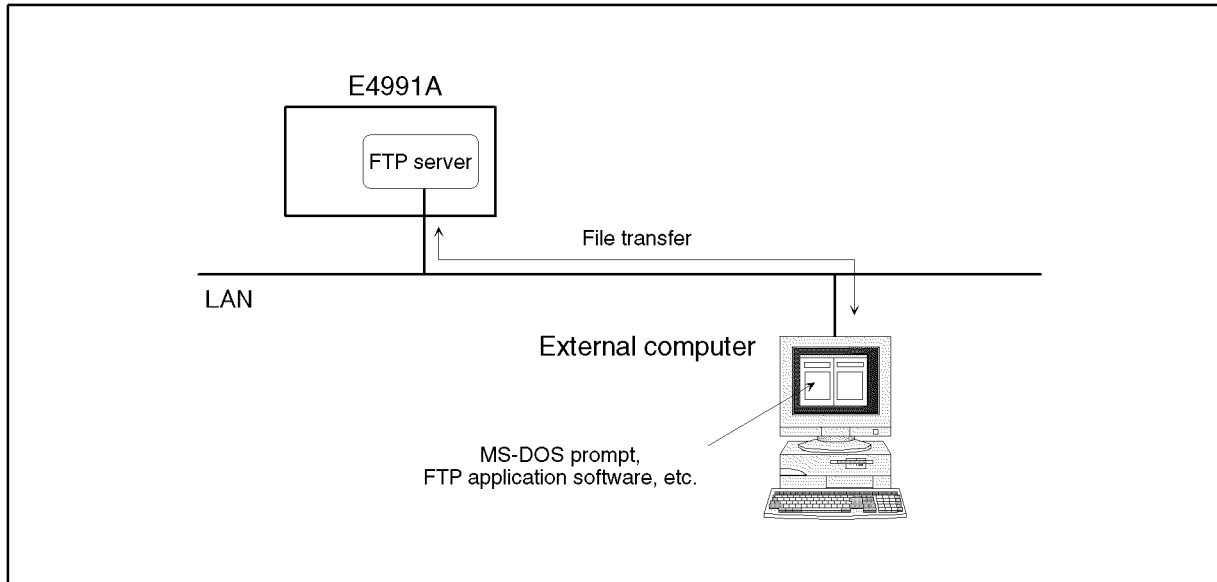 E4991A
FTP server
File transfer
LAN
External computer
MS-DOS prompt,
FTP application software, etc.